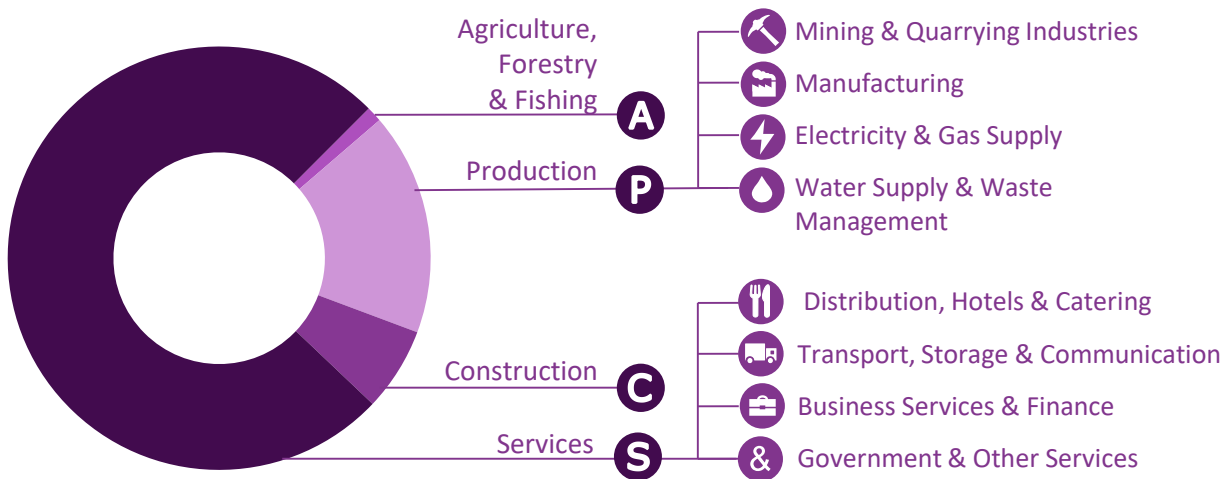 Agriculture,
Forestry
& Fishing
A
Production
P
Mining & Quarrying Industries
Manufacturing
Electricity & Gas Supply
Water Supply & Waste
Management
Construction
C
Services
S
Distribution, Hotels & Catering
Transport, Storage & Communication
Business Services & Finance
& Government & Other Services